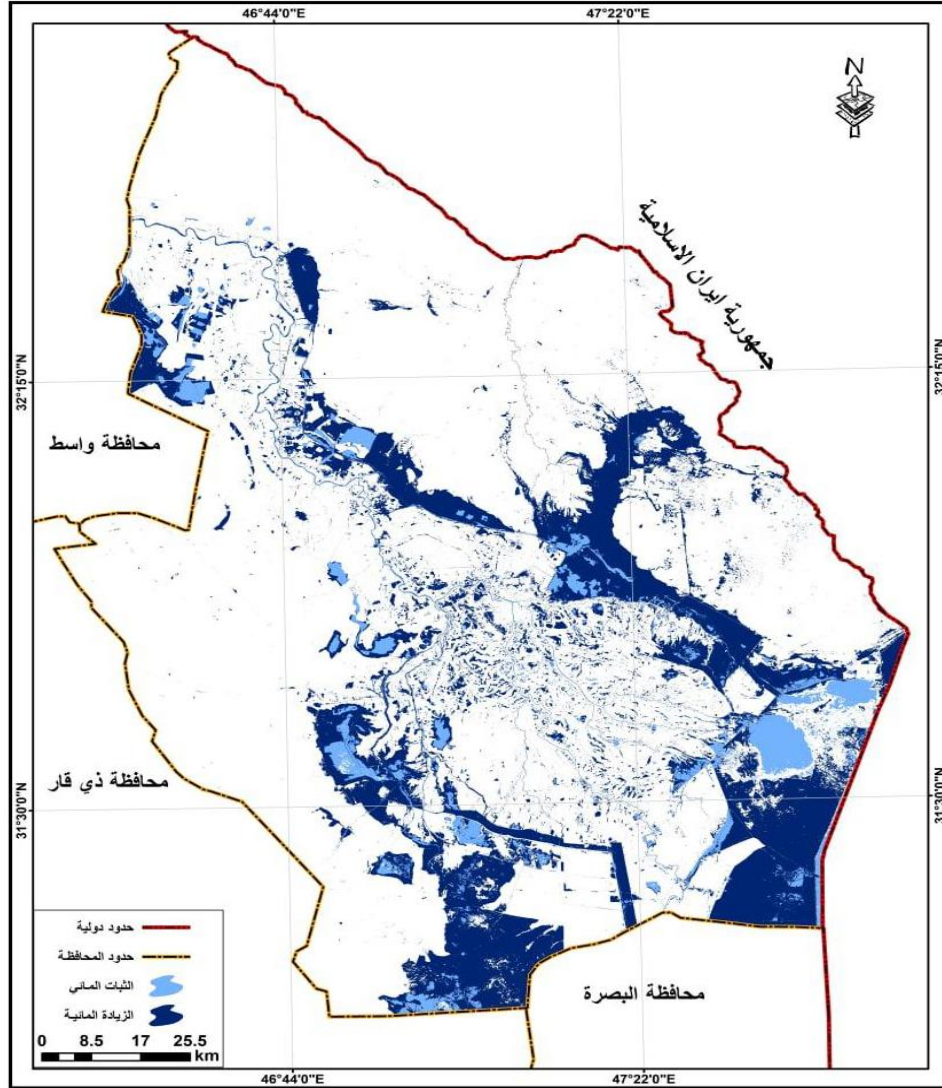 46°44'0"E
47°22'0"E
N
جمهورية ايران الاسلامية
32°15'0"N
32°15'0"N
محافظة واسط
محافظة ذي قار
31°30'0"N
31°30'0"N
محافظة البصرة
حدود دولية
حدود المحافظة
الثبات المائي
الزيادة المائية
0 8.5 17 25.5
km
46°44'0"E
47°22'0"E